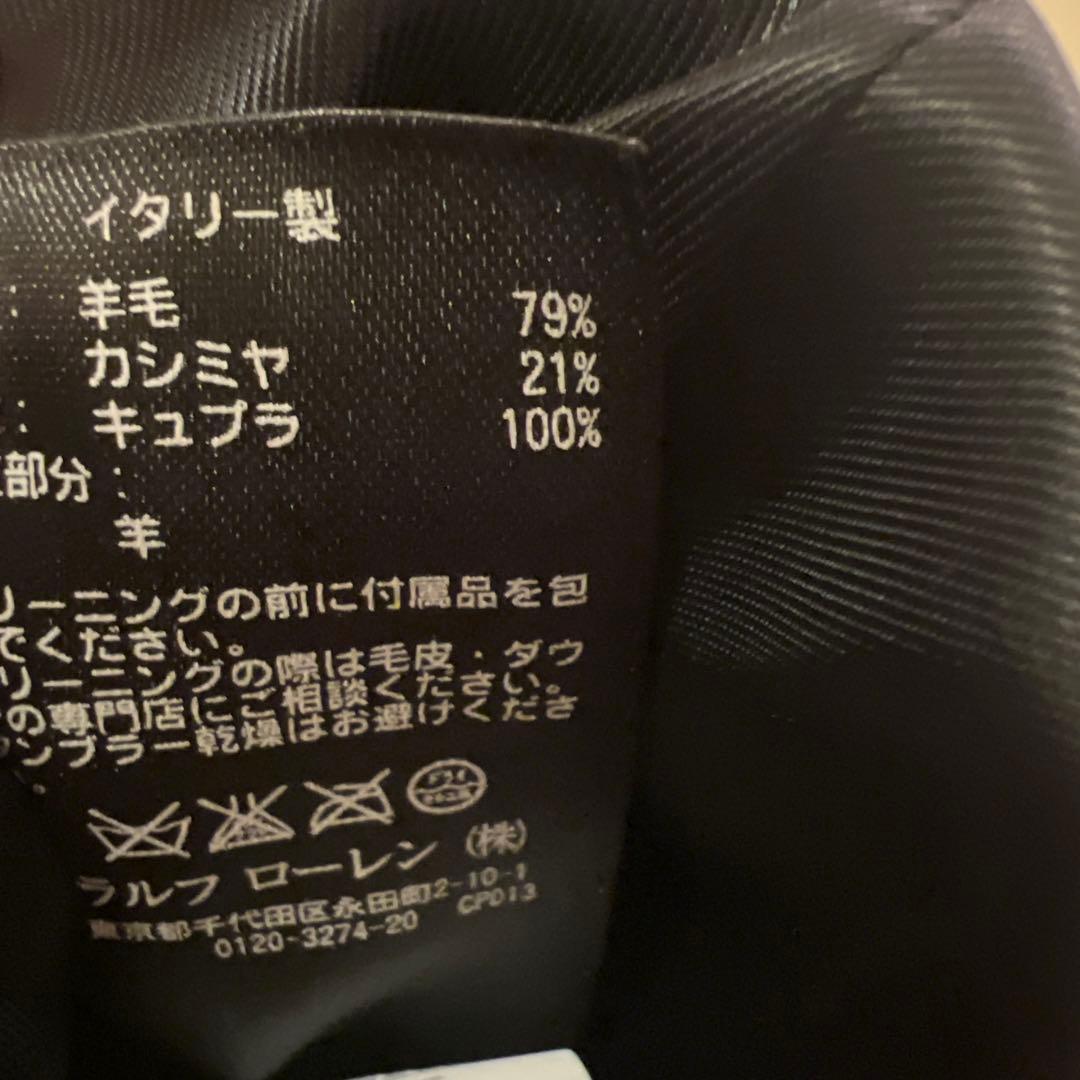 イタリー製
: 羊毛 79%
カシミヤ 21%
: キュプラ 100%
部分 :
羊
リーニングの前に付属品を包
でください。
リーニングの際は毛皮・ダウ
の専門店にご相談ください。
ンブラー乾燥はお避けくださ
.
ドライ
ラルフ ローレン (株)
東京都千代田区永田町2-10-1
0120-3274-20 CP013